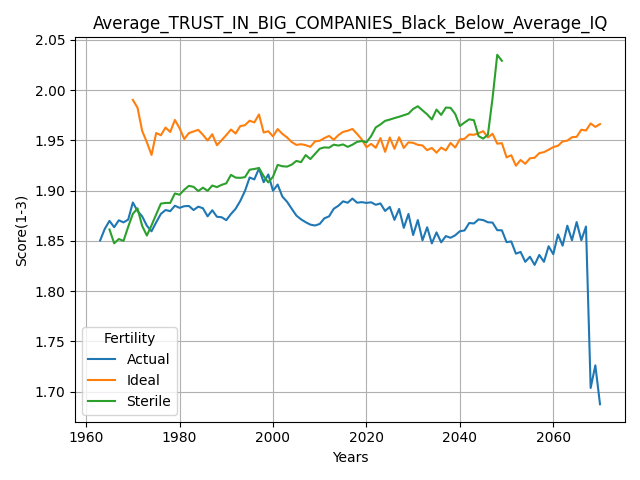 Average_TRUST_IN_BIG_COMPANIES_Black_Below_Average_IQ
2.05
2.00
1.95
1.90
1.85
1.80
1.75
1.70
Score(1-3)
Fertility
Actual
Ideal
Sterile
1960 1980 2000 2020 2040 2060
Years